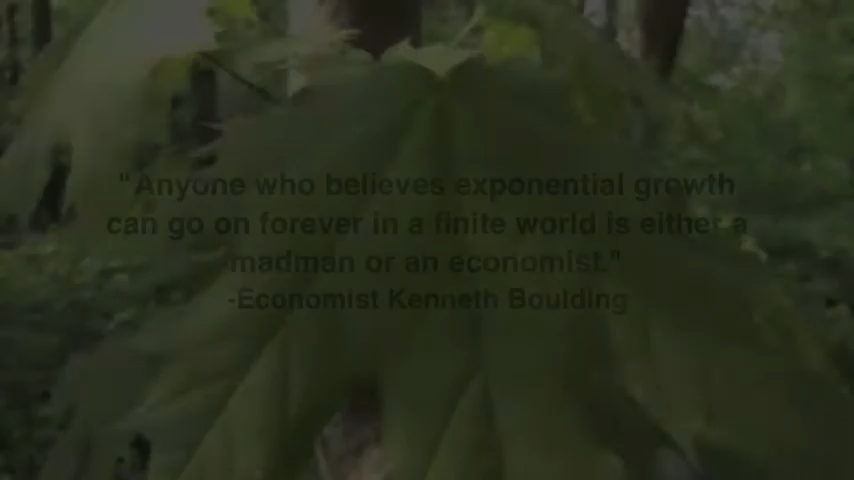 "Anyone who believes exponential growth
can go on forever in a finite world is either a
madman or an economist."
-Economist Kenneth Boulding